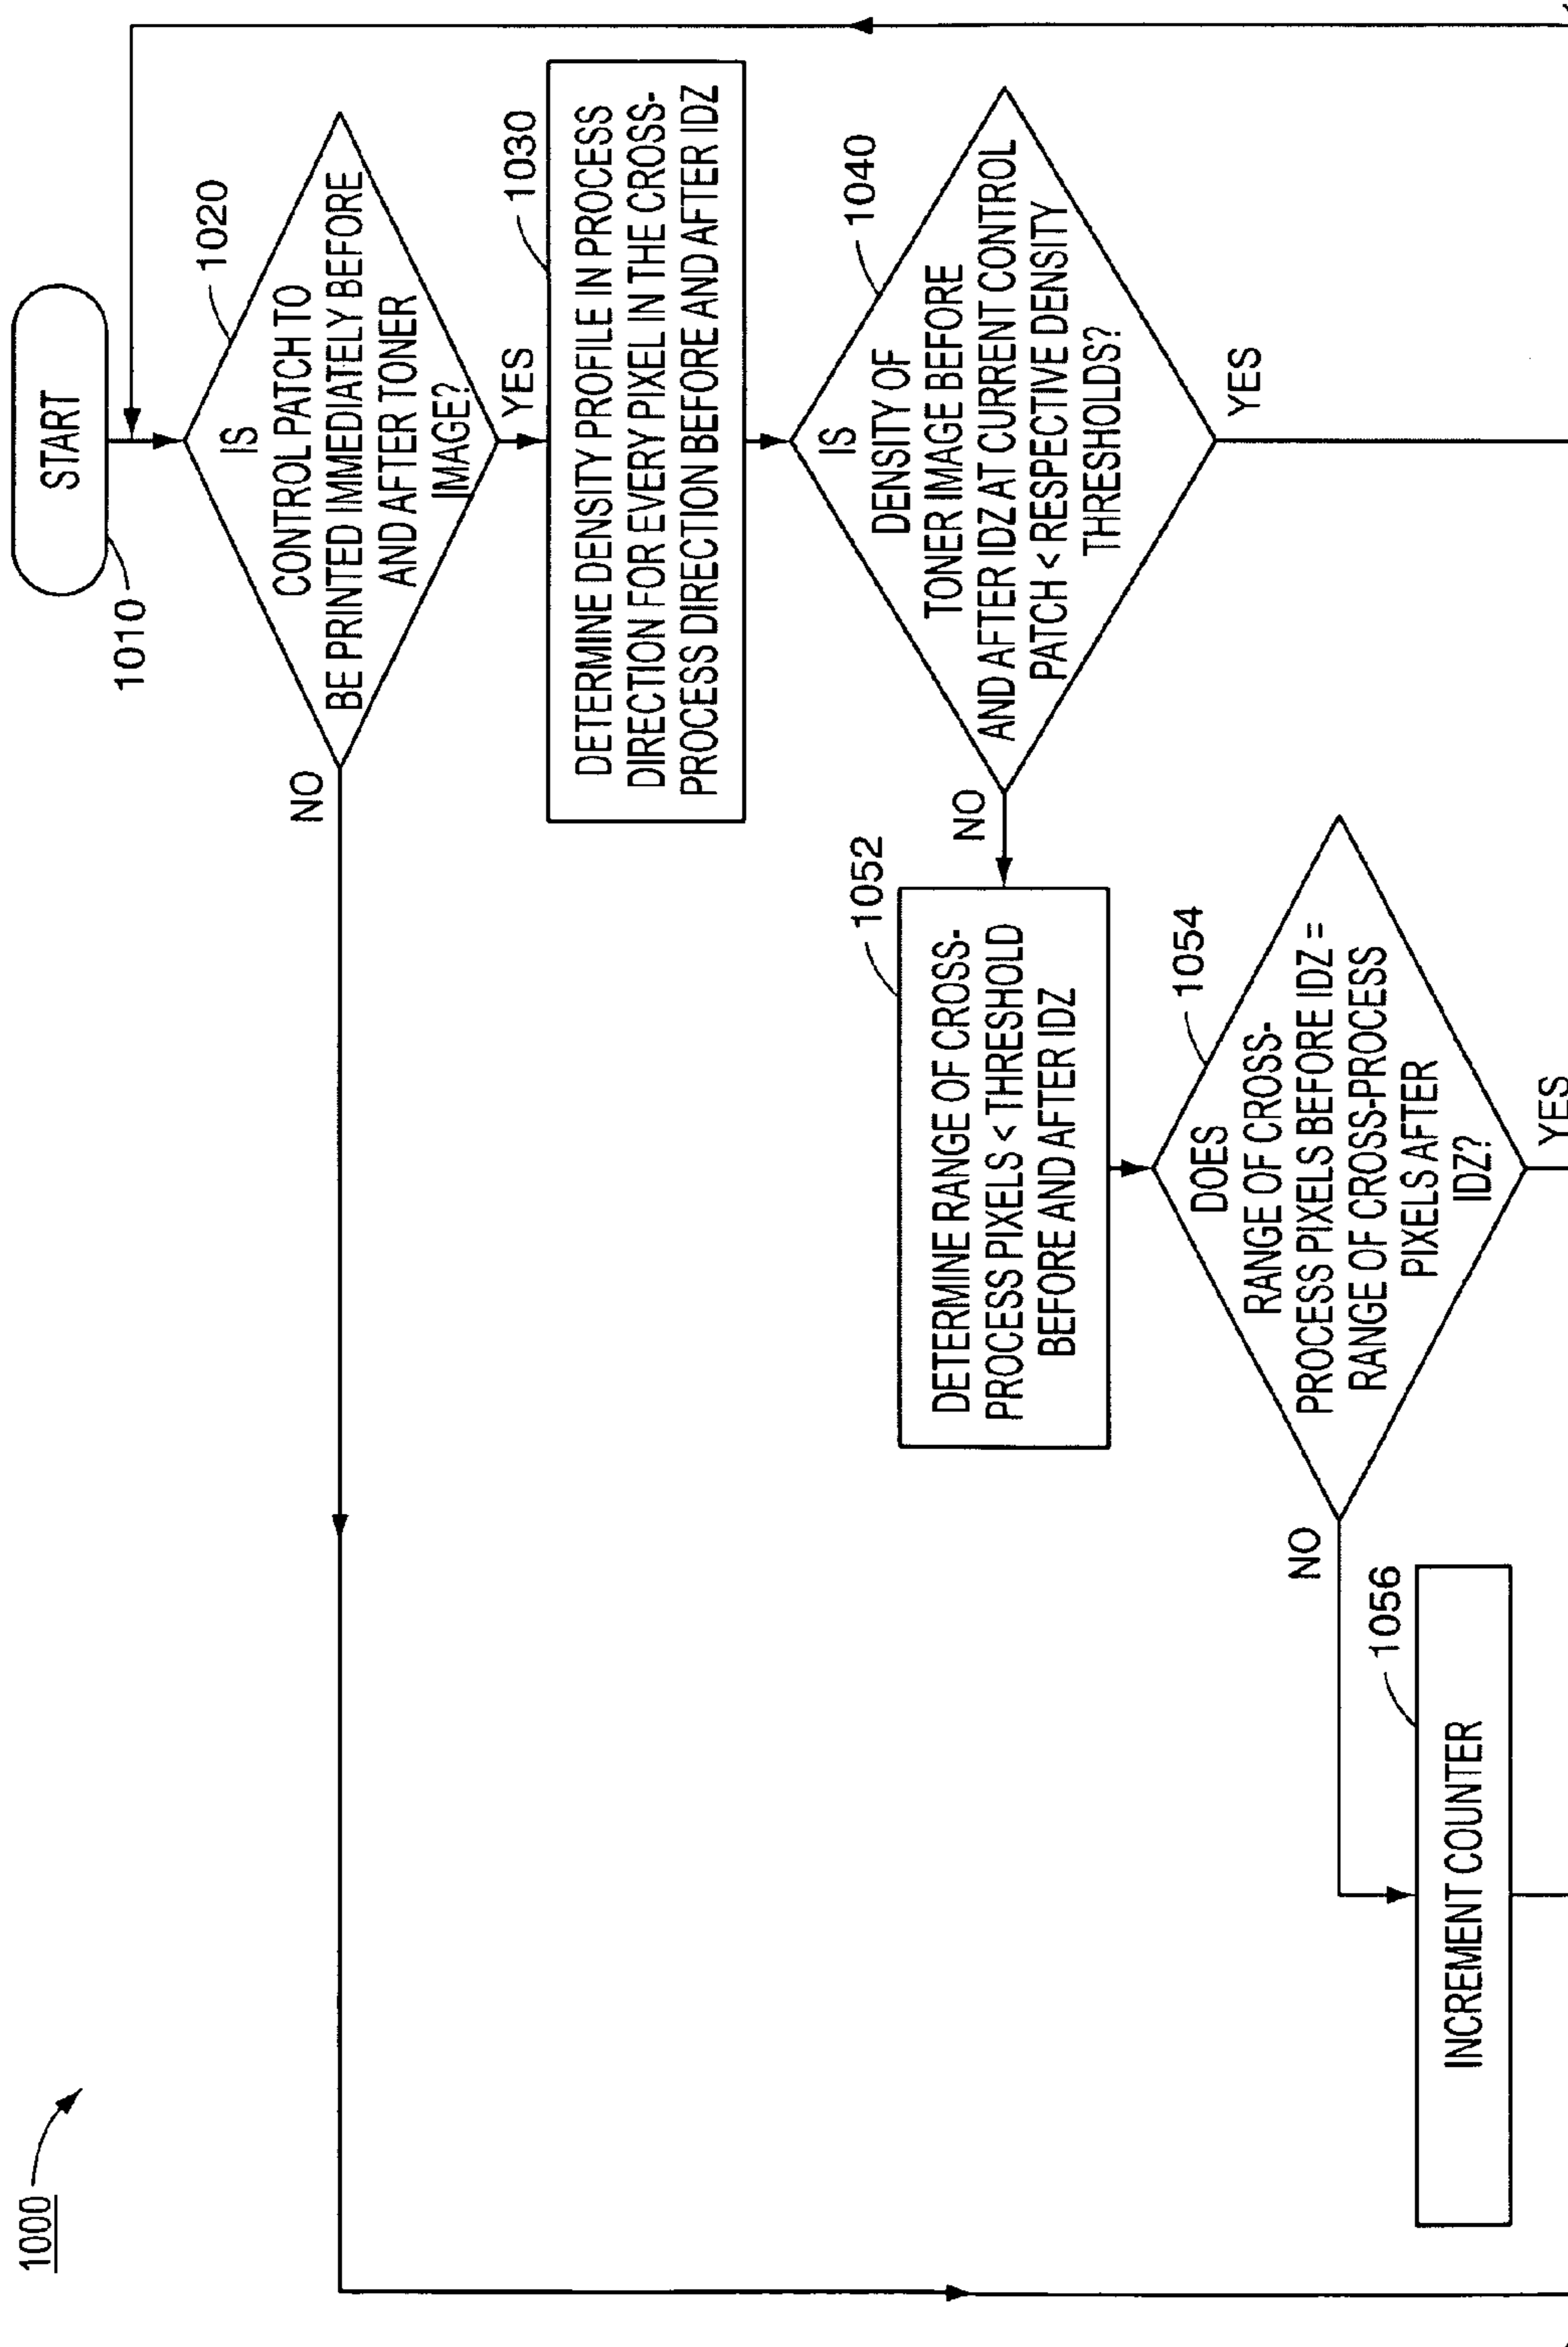 1000
START
1010
IS
CONTROL PATCH TO
BE PRINTED IMMEDIATELY BEFORE
AND AFTER TONER
IMAGE?
1020
NO
YES
DETERMINE DENSITY PROFILE IN PROCESS
DIRECTION FOR EVERY PIXEL IN THE CROSS-
PROCESS DIRECTION BEFORE AND AFTER IDZ
1030
IS
DENSITY OF
TONER IMAGE BEFORE
AND AFTER IDZ AT CURRENT CONTROL
PATCH < RESPECTIVE DENSITY
THRESHOLDS?
1040
NO
YES
DETERMINE RANGE OF CROSS-
PROCESS PIXELS < THRESHOLD
BEFORE AND AFTER IDZ
1052
DOES
RANGE OF CROSS-
PROCESS PIXELS BEFORE IDZ =
RANGE OF CROSS-PROCESS
PIXELS AFTER
IDZ?
1054
NO
YES
INCREMENT COUNTER
1056